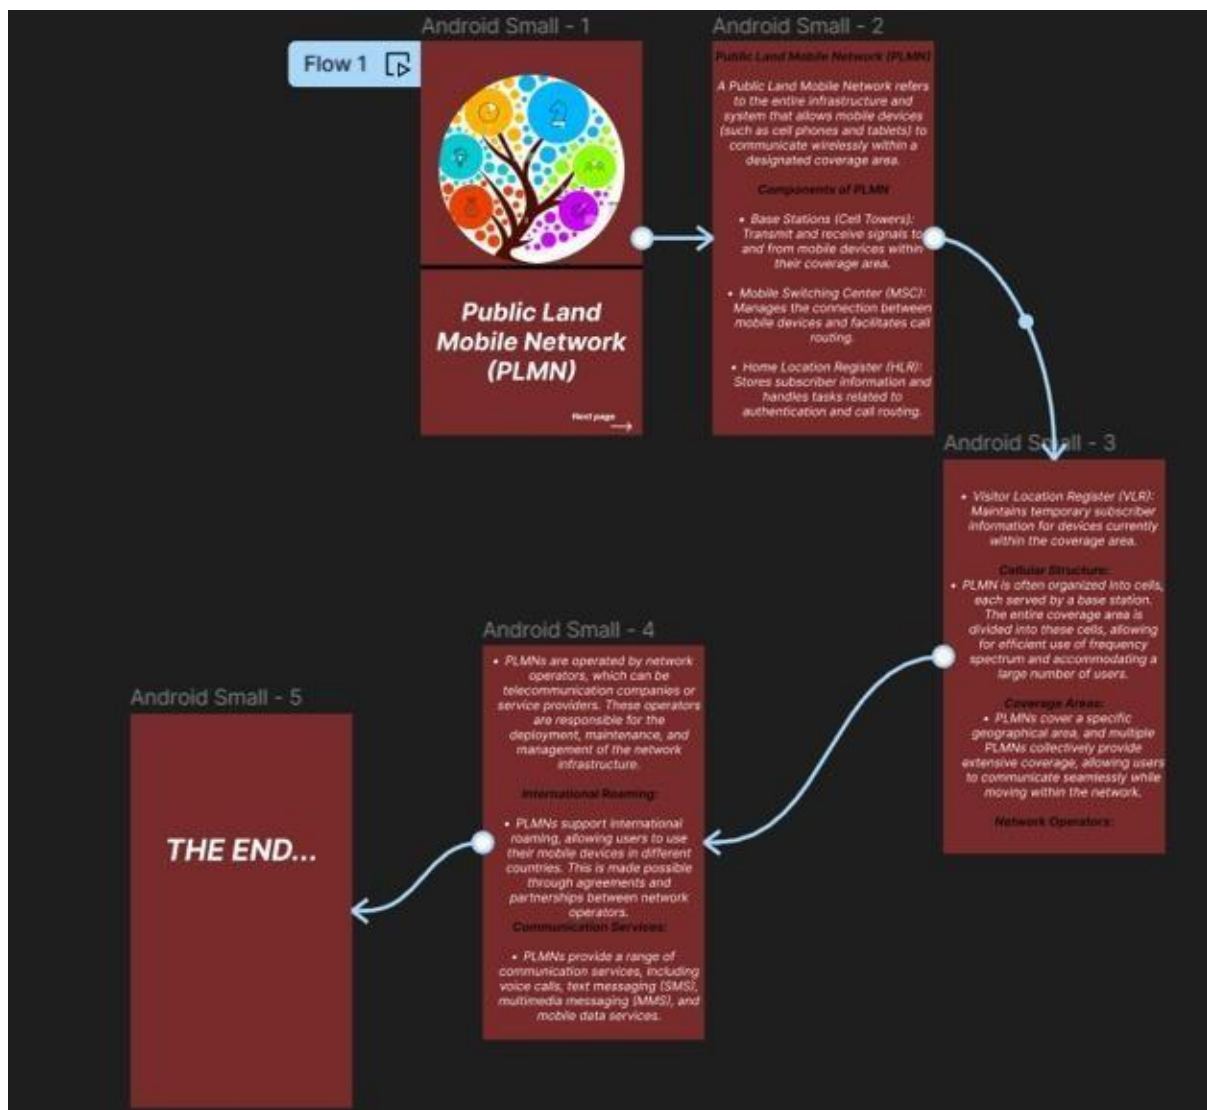 Android Small - 1
Flow 1
Public Land
Mobile Network
(PLMN)
Next page
Android Small - 2
Public Land Mobile Network (PLMN)
A Public Land Mobile Network refers
to the entire infrastructure and
system that allows mobile devices
(such as cell phones and tablets) to
communicate wirelessly within a
designated coverage area.
Components of PLMN
• Base Stations (Cell Towers):
Transmit and receive signals to
and from mobile devices within
their coverage area.
• Mobile Switching Center (MSC):
Manages the connection between
mobile devices and facilitates call
routing.
• Home Location Register (HLR):
Stores subscriber information and
handles tasks related to
authentication and call routing.
Android Small - 3
• Visitor Location Register (VLR):
Maintains temporary subscriber
information for devices currently
within the coverage area.
Cellular Structure:
• PLMN is often organized into cells,
each served by a base station.
The entire coverage area is
divided into these cells, allowing
for efficient use of frequency
spectrum and accommodating a
large number of users.
Coverage Areas:
• PLMNs cover a specific
geographical area, and multiple
PLMNs collectively provide
extensive coverage, allowing users
to communicate seamlessly while
moving within the network.
Network Operators:
Android Small - 4
• PLMNs are operated by network
operators, which can be
telecommunication companies or
service providers. These operators
are responsible for the
deployment, maintenance, and
management of the network
infrastructure.
International Roaming:
• PLMNs support international
roaming, allowing users to use
their mobile devices in different
countries. This is made possible
through agreements and
partnerships between network
operators.
Communication Services:
• PLMNs provide a range of
communication services, including
voice calls, text messaging (SMS),
multimedia messaging (MMS), and
mobile data services.
Android Small - 5
THE END...